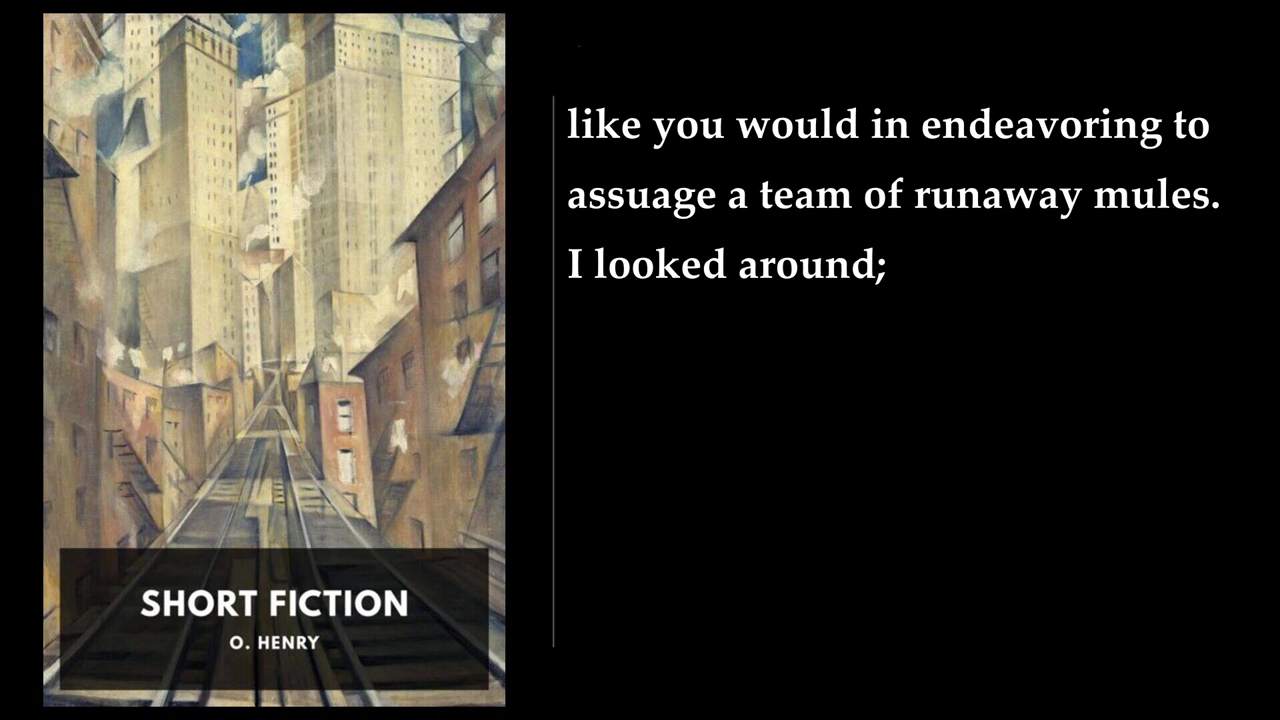 like you would in endeavoring to
assuage a team of runaway mules.
I looked around;
SHORT FICTION
O. HENRY